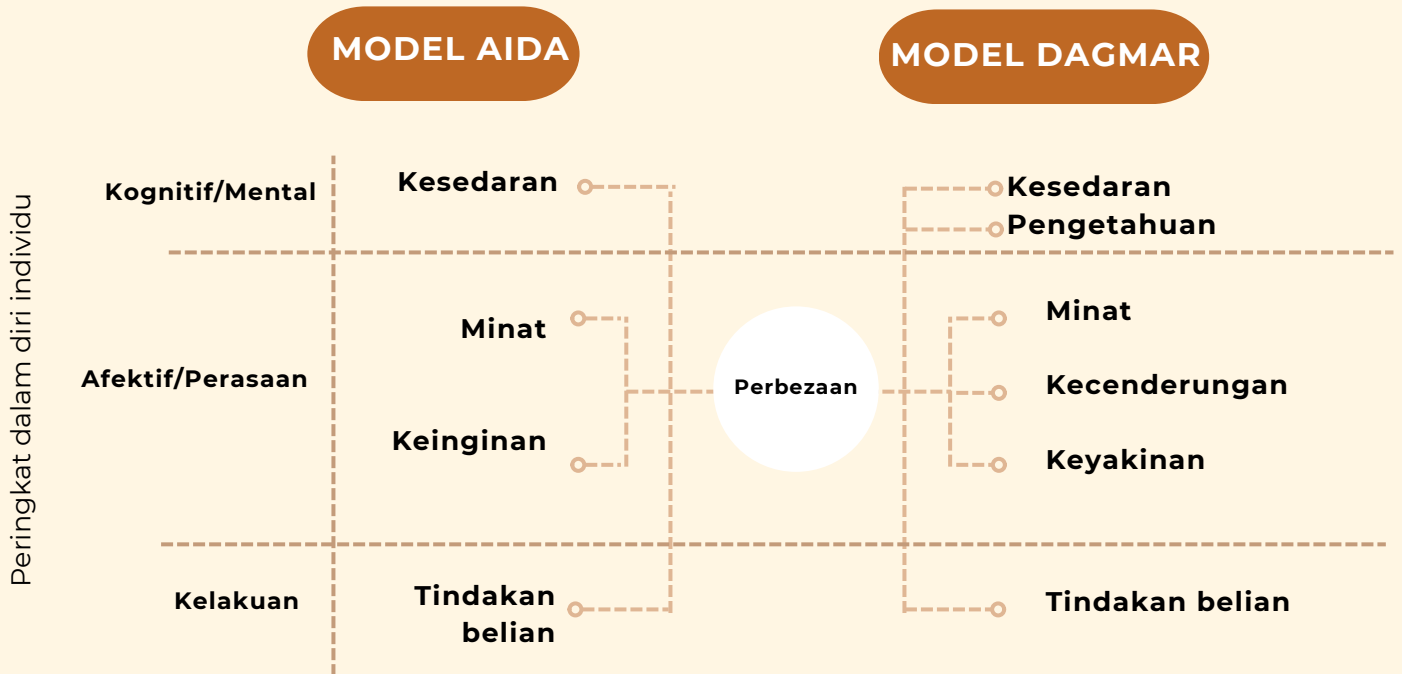 MODEL AIDA
MODEL DAGMAR
Peringkat dalam diri individu
Kognitif/Mental
Kesedaran
Kesedaran
Pengetahuan
Afektif/Perasaan
Minat
Keinginan
Perbezaan
Minat
Kecenderungan
Keyakinan
Kelakuan
Tindakan
belian
Tindakan belian